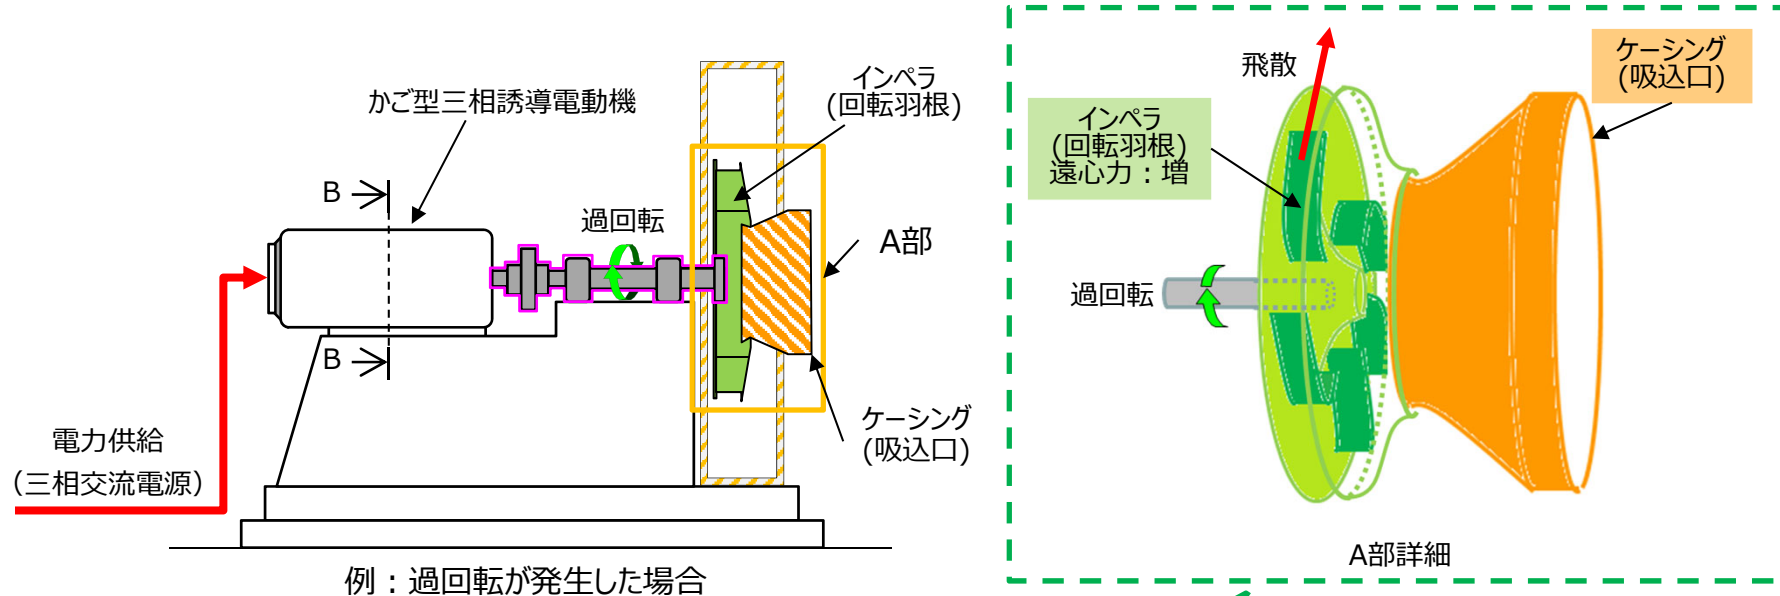 かご型三相誘導電動機
インペラ
(回転羽根)
B
過回転
A部
B
ケーシング
(吸込口)
電力供給
(三相交流電源)
例：過回転が発生した場合
飛散
ケーシング
(吸込口)
インペラ
(回転羽根)
遠心力：増
過回転
A部詳細